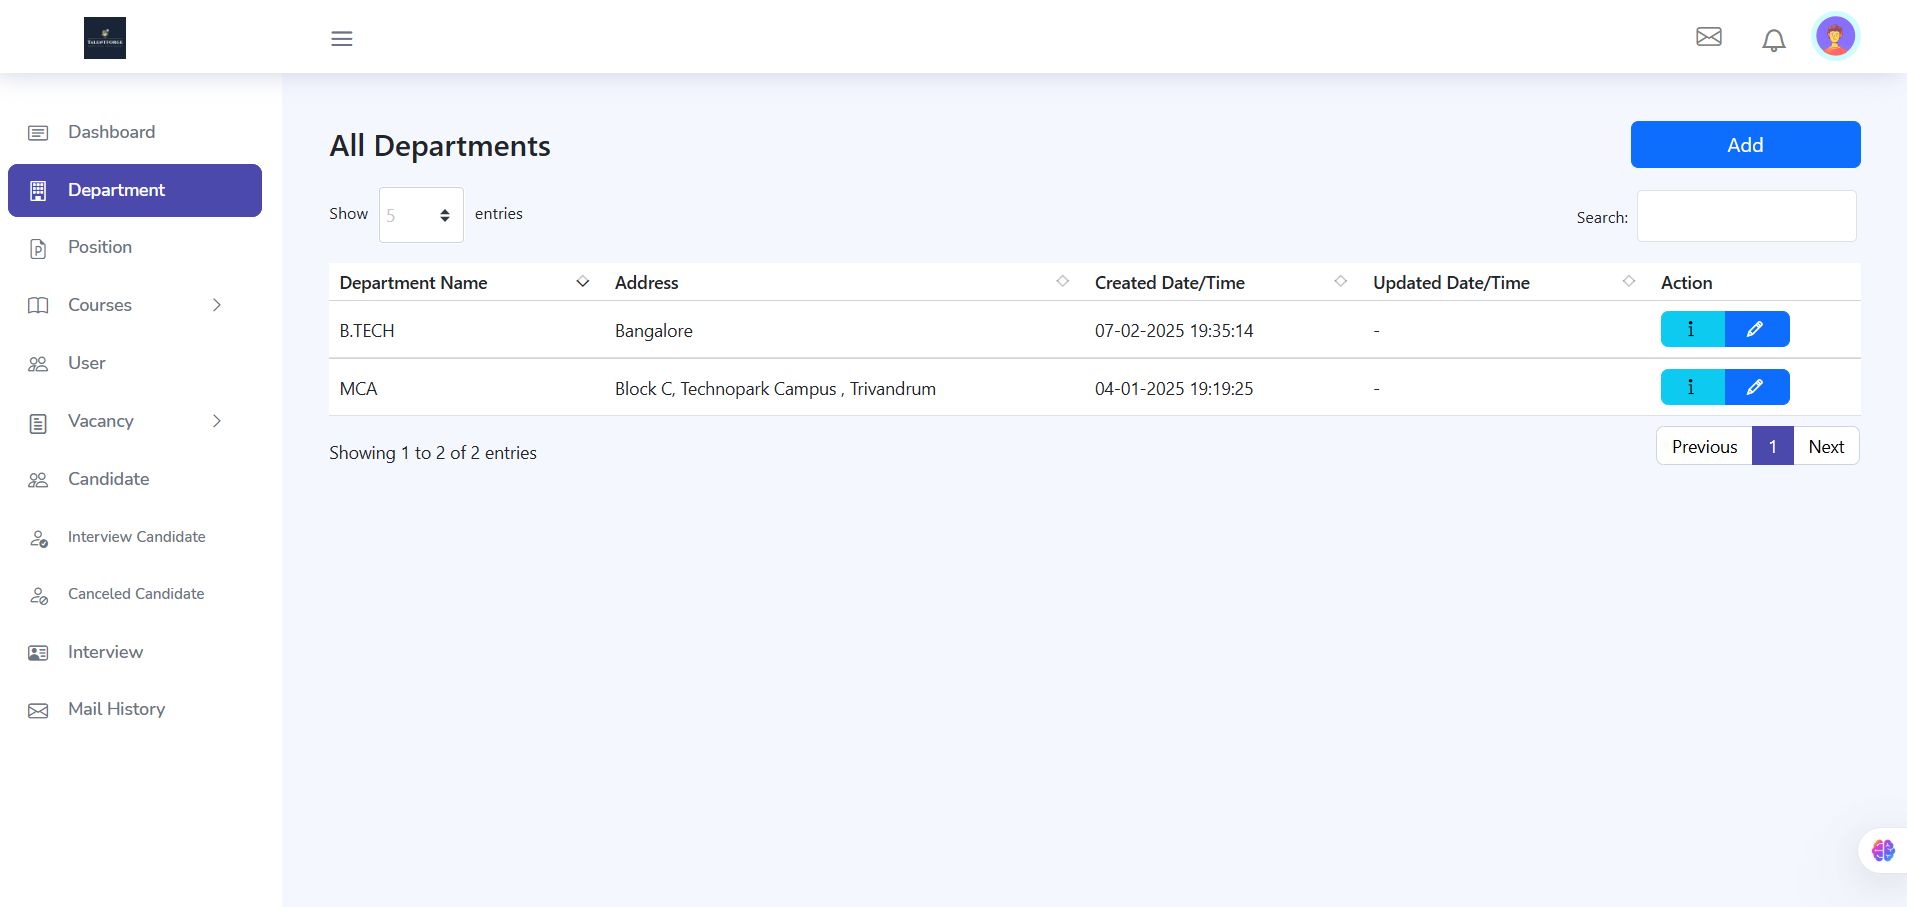 TALENTFORGE
Dashboard
Department
Position
Courses
User
Vacancy
Candidate
Interview Candidate
Canceled Candidate
Interview
Mail History
All Departments
Add
Show 5 entries
Search:
Department Name Address Created Date/Time Updated Date/Time Action
B.TECH Bangalore 07-02-2025 19:35:14 -
MCA Block C, Technopark Campus , Trivandrum 04-01-2025 19:19:25 -
Showing 1 to 2 of 2 entries
Previous 1 Next